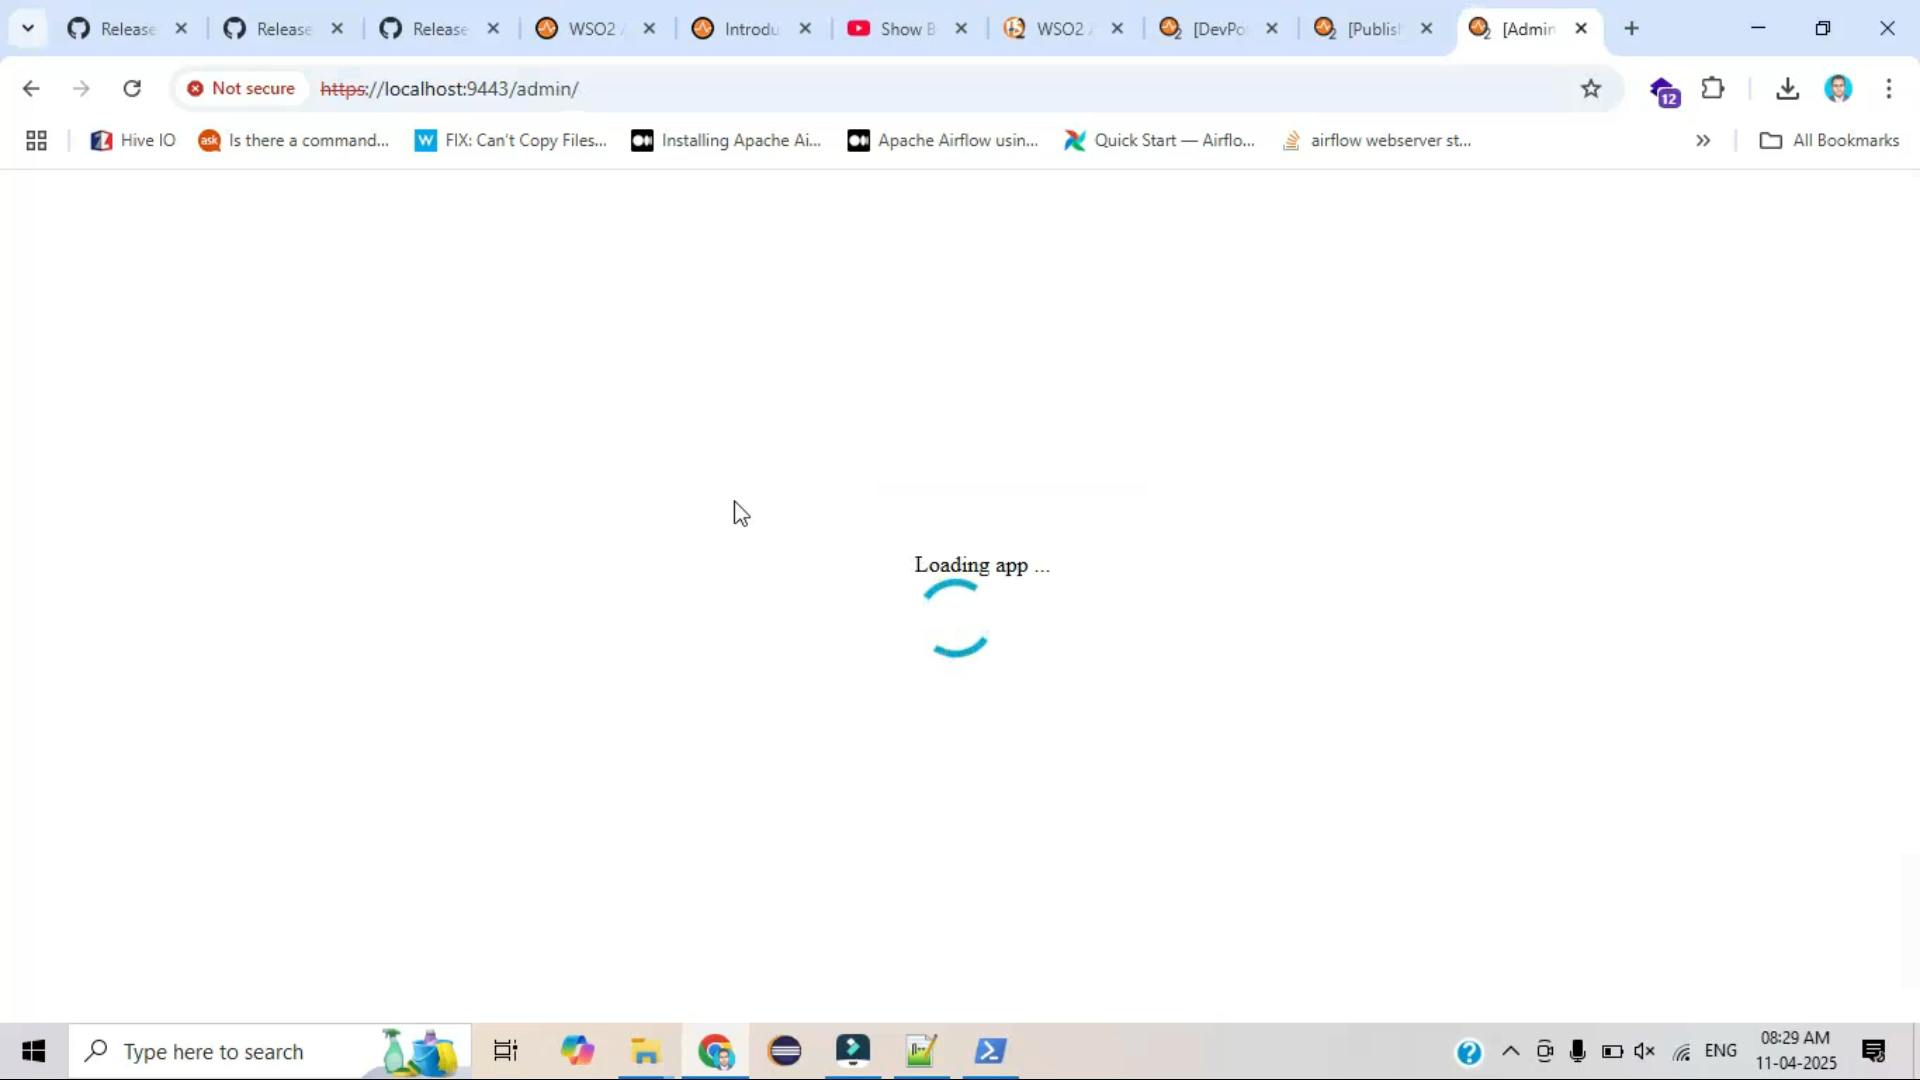 Release
Release
Release
WSO2 /
Introdu
Show B
WSO2 /
[DevPo
[Publis
[Admin
Not secure
https://localhost:9443/admin/
12
Hive IO
ask
Is there a command...
W
FIX: Can't Copy Files...
Installing Apache Ai...
Apache Airflow usin...
Quick Start — Airflo...
airflow webserver st...
All Bookmarks
Loading app ...
Type here to search
ENG
08:29 AM
11-04-2025